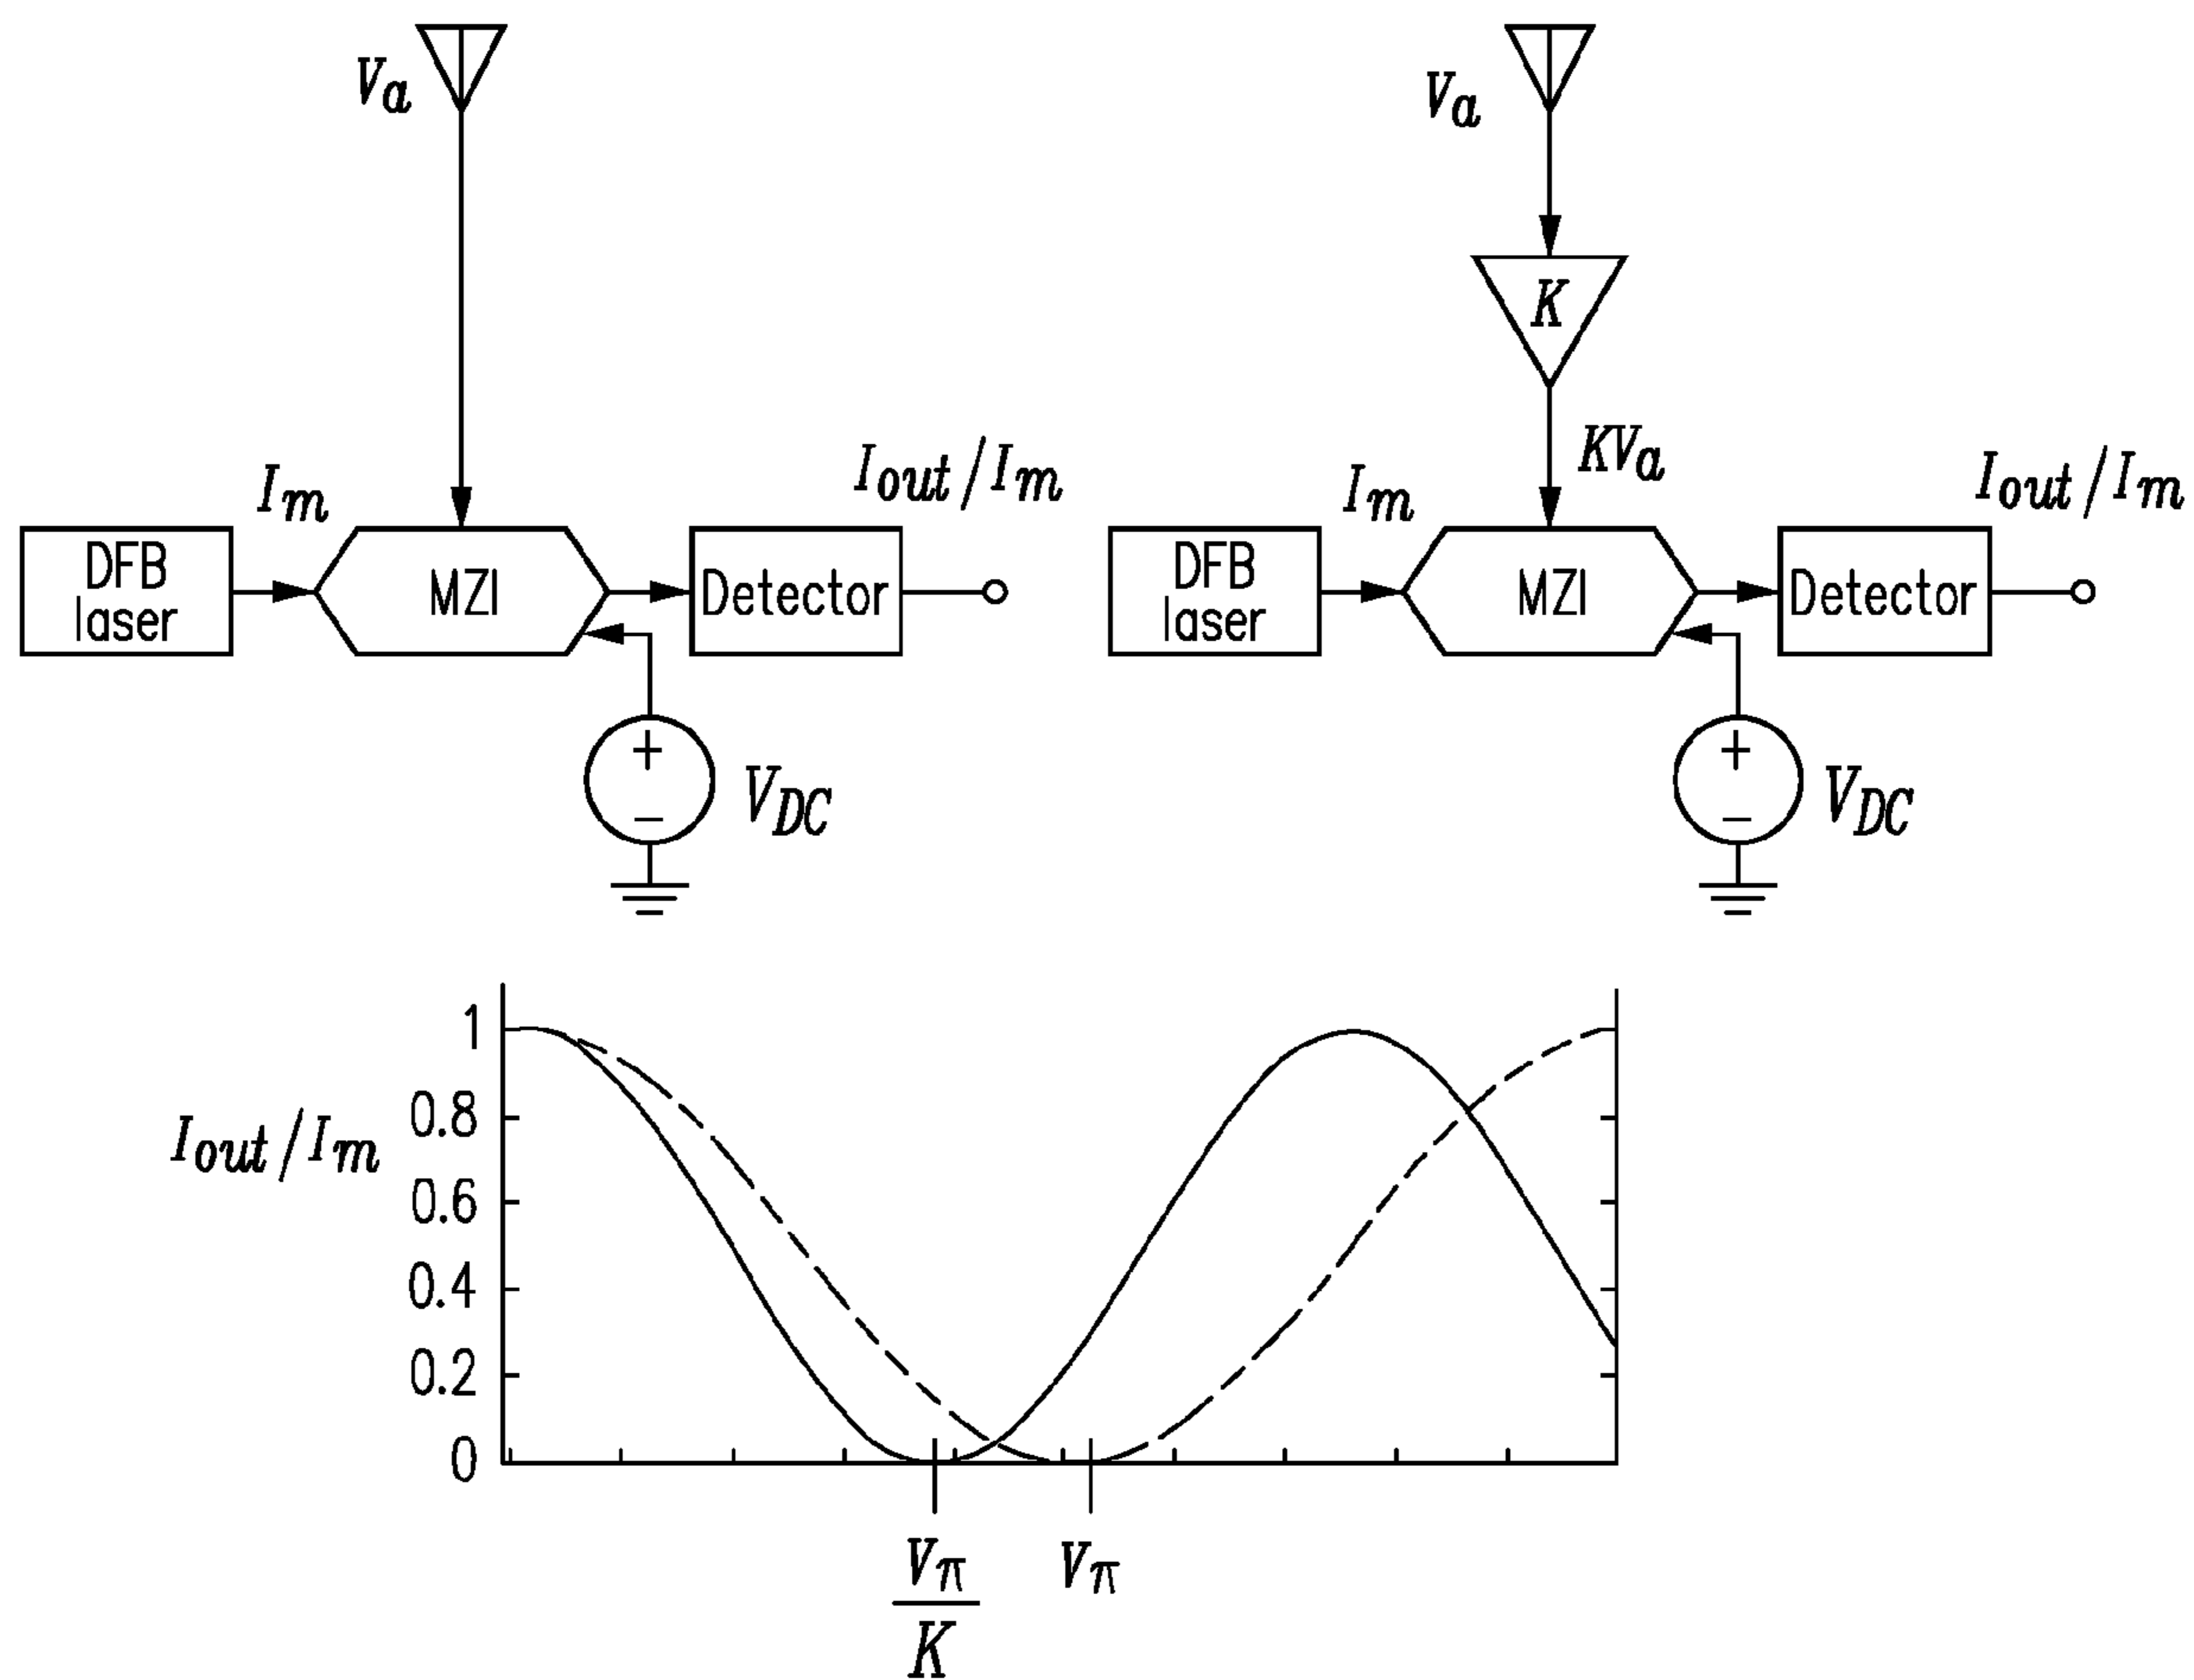 Va
Va
K
KVa
Im
Iout/Im
Im
Iout/Im
DFB
laser
MZI
Detector
DFB
laser
MZI
Detector
+
−
VDC
+
−
VDC
1
Iout/Im
0.8
0.6
0.4
0.2
0
Vπ
K
Vπ